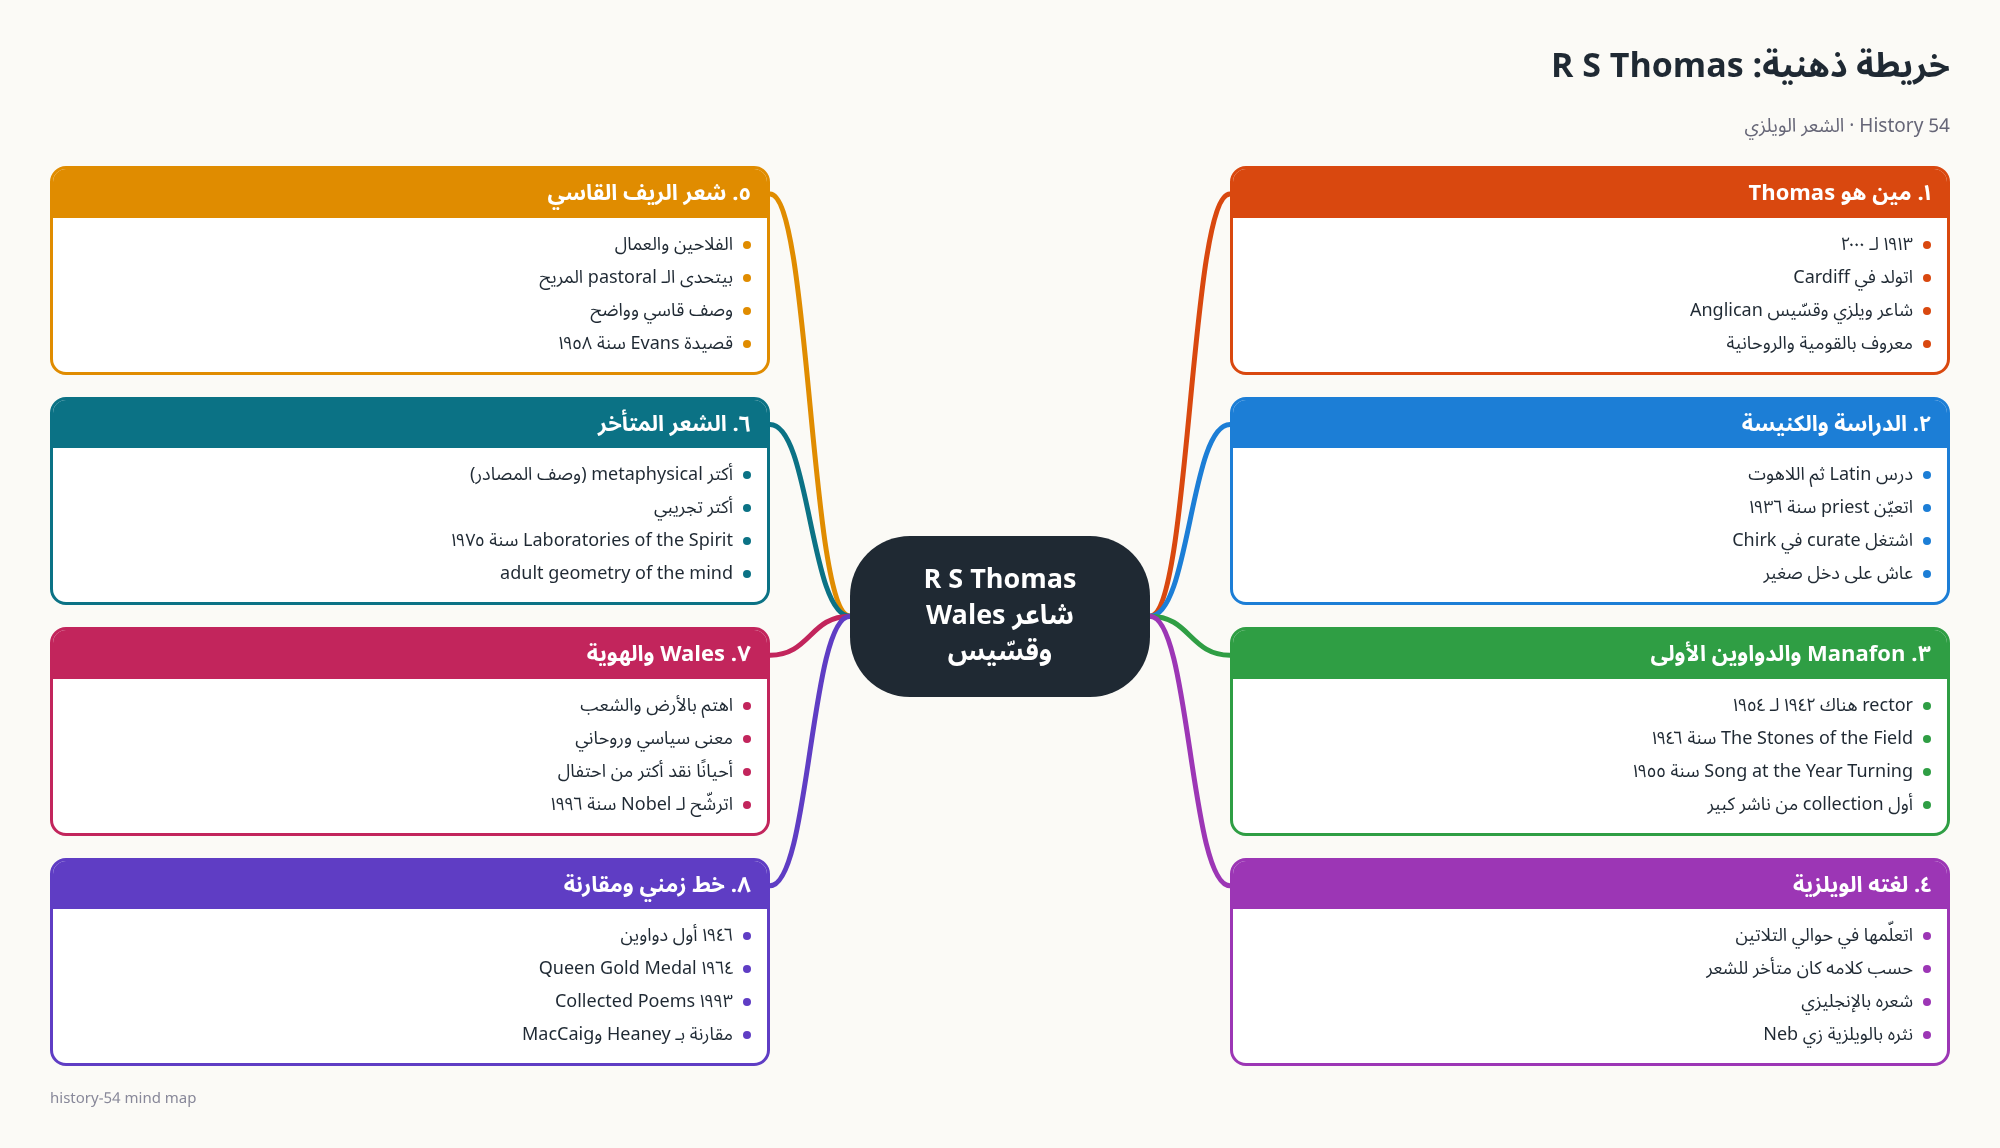 خريطة ذهنية: R S Thomas
History 54 · الشعر الويلزي
١. مين هو Thomas
١٩١٣ لـ ٢٠٠٠
اتولد في Cardiff
شاعر ويلزي وقسّيس Anglican
معروف بالقومية والروحانية
٢. الدراسة والكنيسة
درس Latin ثم اللاهوت
اتعيّن priest سنة ١٩٣٦
اشتغل curate في Chirk
عاش على دخل صغير
٣. Manafon والدواوين الأولى
rector هناك ١٩٤٢ لـ ١٩٥٤
The Stones of the Field سنة ١٩٤٦
Song at the Year Turning سنة ١٩٥٥
أول collection من ناشر كبير
٤. لغته الويلزية
اتعلّمها في حوالي التلاتين
حسب كلامه كان متأخر للشعر
شعره بالإنجليزي
نثره بالويلزية زي Neb
R S Thomas
شاعر Wales
وقسّيس
٥. شعر الريف القاسي
الفلاحين والعمال
بيتحدى الـ pastoral المريح
وصف قاسي وواضح
قصيدة Evans سنة ١٩٥٨
٦. الشعر المتأخر
أكتر metaphysical (وصف المصادر)
أكتر تجريبي
Laboratories of the Spirit سنة ١٩٧٥
adult geometry of the mind
٧. Wales والهوية
اهتم بالأرض والشعب
معنى سياسي وروحاني
أحيانًا نقد أكتر من احتفال
اترشّح لـ Nobel سنة ١٩٩٦
٨. خط زمني ومقارنة
١٩٤٦ أول دواوين
١٩٦٤ Queen Gold Medal
١٩٩٣ Collected Poems
مقارنة بـ Heaney وMacCaig
history-54 mind map